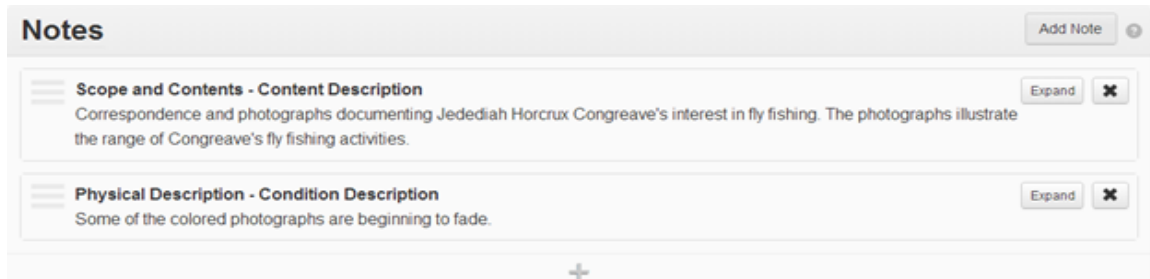 Notes
Add Note
Scope and Contents - Content Description
Expand
Correspondence and photographs documenting Jedediah Horcrux Congreave's interest in fly fishing. The photographs illustrate
the range of Congreave's fly fishing activities.
Physical Description - Condition Description
Expand
Some of the colored photographs are beginning to fade.